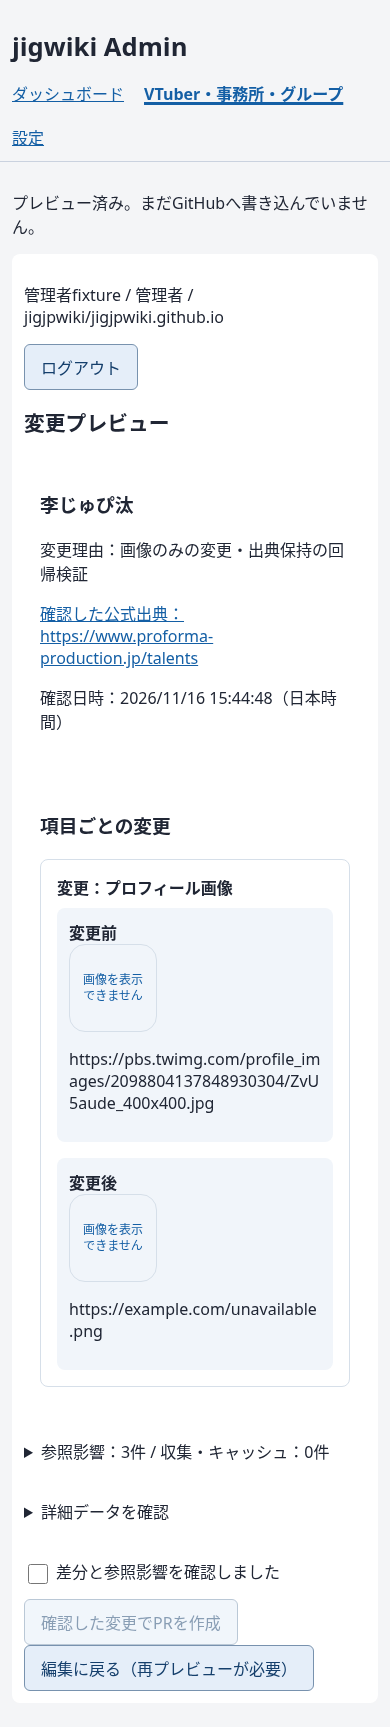 jigwiki Admin
ダッシュボード VTuber・事務所・グループ
設定
プレビュー済み。まだGitHubへ書き込んでいませ
ん。
管理者fixture / 管理者 /
jigjpwiki/jigjpwiki.github.io
ログアウト
変更プレビュー
李じゅぴ汰
変更理由：画像のみの変更・出典保持の回
帰検証
確認した公式出典：
https://www.proforma-
production.jp/talents
確認日時：2026/11/16 15:44:48（日本時
間）
項目ごとの変更
変更：プロフィール画像
変更前
画像を表示
できません
https://pbs.twimg.com/profile_im
ages/2098804137848930304/ZvU
5aude_400x400.jpg
変更後
画像を表示
できません
https://example.com/unavailable
.png
▶ 参照影響：3件 / 収集・キャッシュ：0件
▶ 詳細データを確認
差分と参照影響を確認しました
確認した変更でPRを作成
編集に戻る（再プレビューが必要）